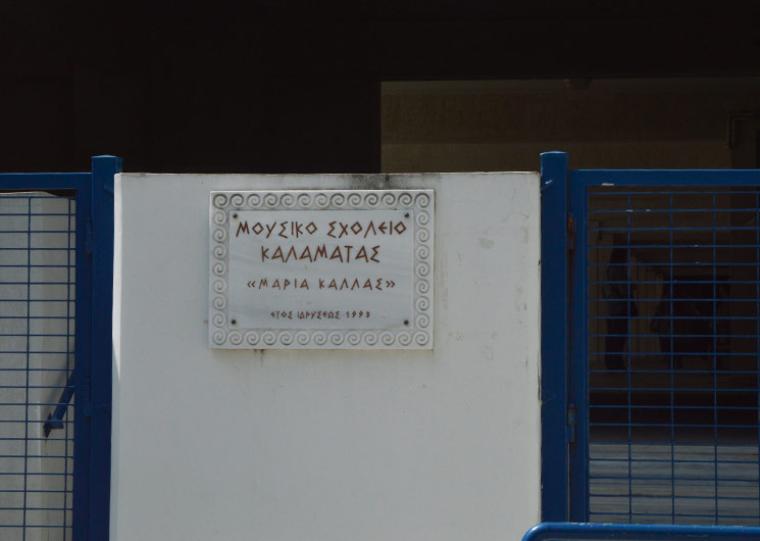 ΜΟΥΣΙΚΟ ΣΧΟΛΕΙΟ
ΚΑΛΑΜΑΤΑΣ
«ΜΑΡΙΑ ΚΑΛΛΑΣ»
ΕΤΟΣ ΙΔΡΥΣΕΩΣ 1993